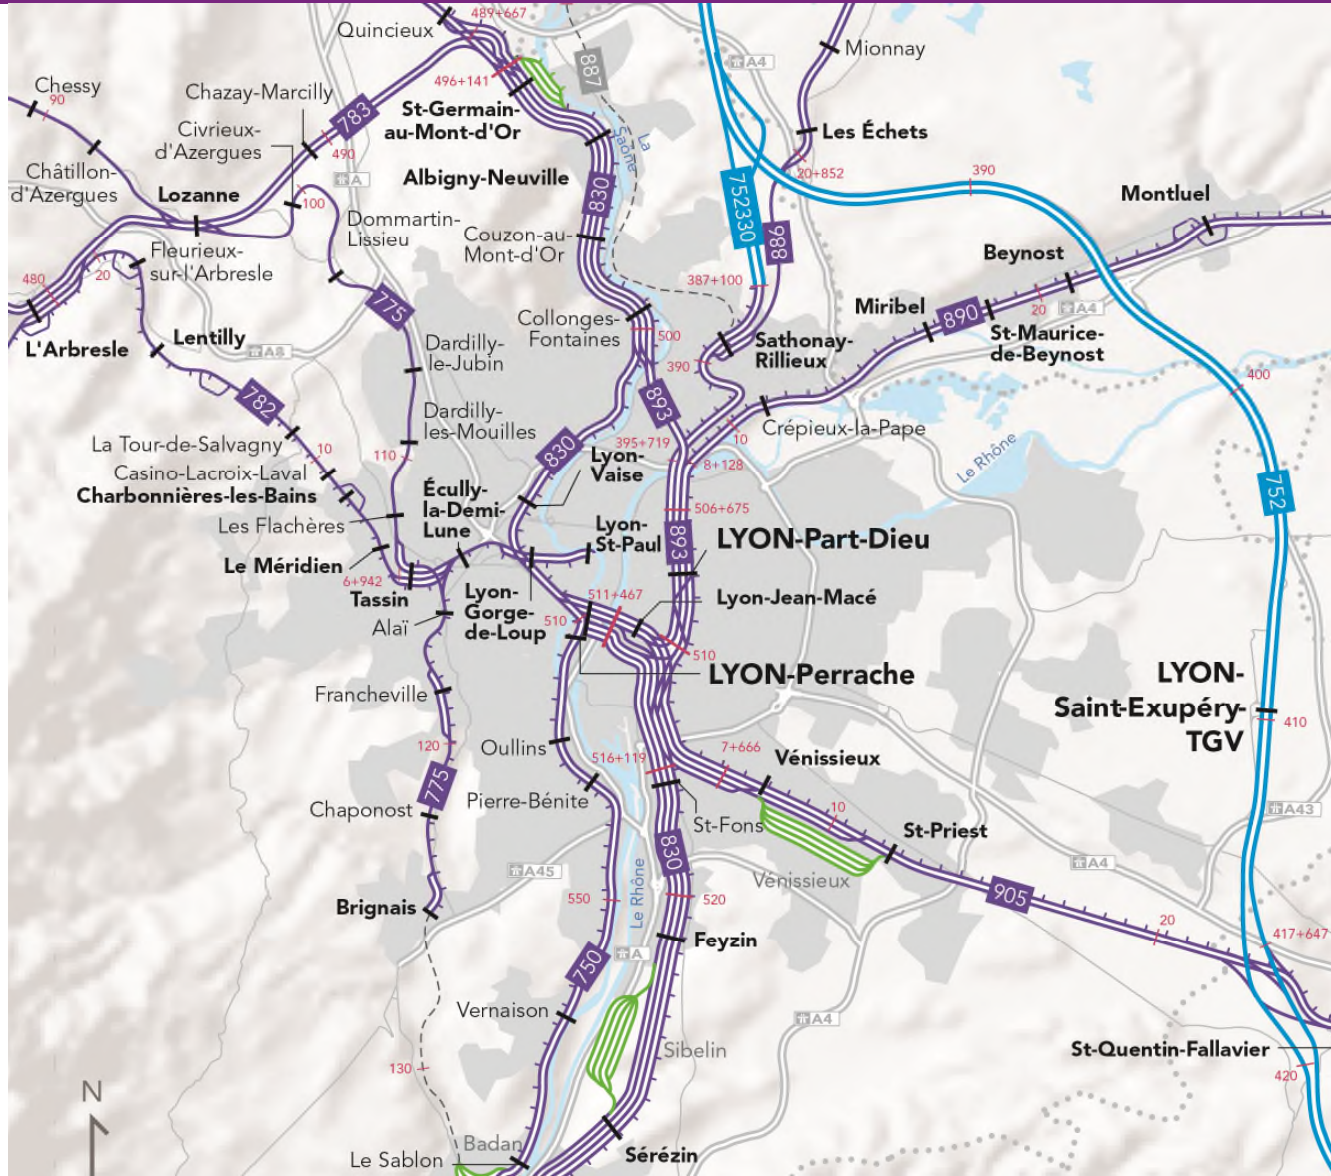 489+667
Quincieux
887
A4
Mionnay
Chessy
90
496+141
Chazay-Marcilly
783
St-Germain-
au-Mont-d'Or
Civrieux-
d'Azergues
490
La
Saône
Les Échets
20+852
390
Châtillon-
d'Azergues
A
Albigny-Neuville
830
752330
Lozanne
100
Montluel
Dommartin-
Lissieu
Couzon-au-
Mont-d'Or
886
Fleurieux-
sur-l'Arbresle
20
480
387+100
Beynost
775
Collonges-
Fontaines
500
Miribel
890
20
A4
L'Arbresle
Lentilly
A8
Dardilly-
le-Jubin
Sathonay-
Rillieux
St-Maurice-
de-Beynost
390
400
782
893
Dardilly-
les-Mouilles
Crépieux-la-Pape
10
La Tour-de-Salvagny
10
830
395+719
110
Lyon-
Vaise
8+128
Le Rhône
Casino-Lacroix-Laval
Charbonnières-les-Bains
Écully-
la-Demi-
Lune
752
506+675
Les Flachères
Lyon-
St-Paul
893
LYON-Part-Dieu
Le Méridien
6+942
Tassin
Lyon-
Gorge-
de-Loup
511+467
Lyon-Jean-Macé
Alaï
510
510
LYON-Perrache
LYON-
Saint-Exupéry-
TGV
410
Francheville
120
Oullins
516+119
7+666
Vénissieux
775
Pierre-Bénite
10
Chaponost
St-Fons
St-Priest
A43
830
A45
Vénissieux
A4
Le Rhône
905
Brignais
550
520
20
417+647
Feyzin
A
750
Vernaison
A4
Sibelin
St-Quentin-Fallavier
130
420
N
Badan
Le Sablon
Sérézin